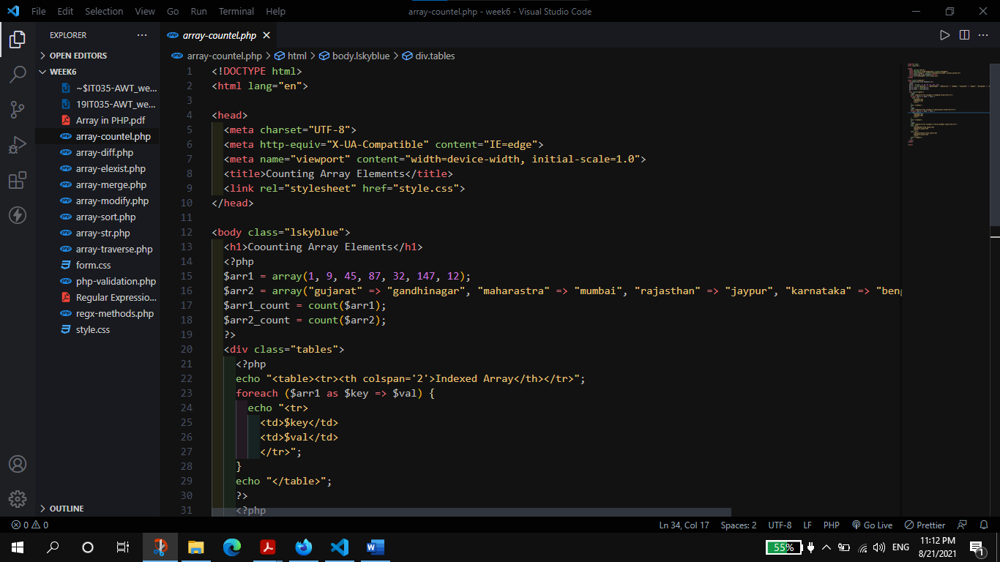 File Edit Selection View Go Run Terminal Help
array-countel.php - week6 - Visual Studio Code
EXPLORER
OPEN EDITORS
WEEK6
~$IT035-AWT_we...
19IT035-AWT_we...
Array in PHP.pdf
array-countel.php
array-diff.php
array-elexist.php
array-merge.php
array-modify.php
array-sort.php
array-str.php
array-traverse.php
form.css
php-validation.php
Regular Expressio...
regx-methods.php
style.css
OUTLINE
array-countel.php
array-countel.php > html > body.lskyblue > div.tables
1 <!DOCTYPE html>
2 <html lang="en">
3
4 <head>
5 <meta charset="UTF-8">
6 <meta http-equiv="X-UA-Compatible" content="IE=edge">
7 <meta name="viewport" content="width=device-width, initial-scale=1.0">
8 <title>Counting Array Elements</title>
9 <link rel="stylesheet" href="style.css">
10 </head>
11
12 <body class="lskyblue">
13 <h1>Coounting Array Elements</h1>
14 <?php
15 $arr1 = array(1, 9, 45, 87, 32, 147, 12);
16 $arr2 = array("gujarat" => "gandhinagar", "maharastra" => "mumbai", "rajasthan" => "jaypur", "karnataka" => "beng
17 $arr1_count = count($arr1);
18 $arr2_count = count($arr2);
19 ?>
20 <div class="tables">
21 <?php
22 echo "<table><tr><th colspan='2'>Indexed Array</th></tr>";
23 foreach ($arr1 as $key => $val) {
24 echo "<tr>
25 <td>$key</td>
26 <td>$val</td>
27 </tr>";
28 }
29 echo "</table>";
30 ?>
31 <?php
0 0
Ln 34, Col 17 Spaces: 2 UTF-8 LF PHP Go Live Prettier
55% ENG
11:12 PM
8/21/2021
1